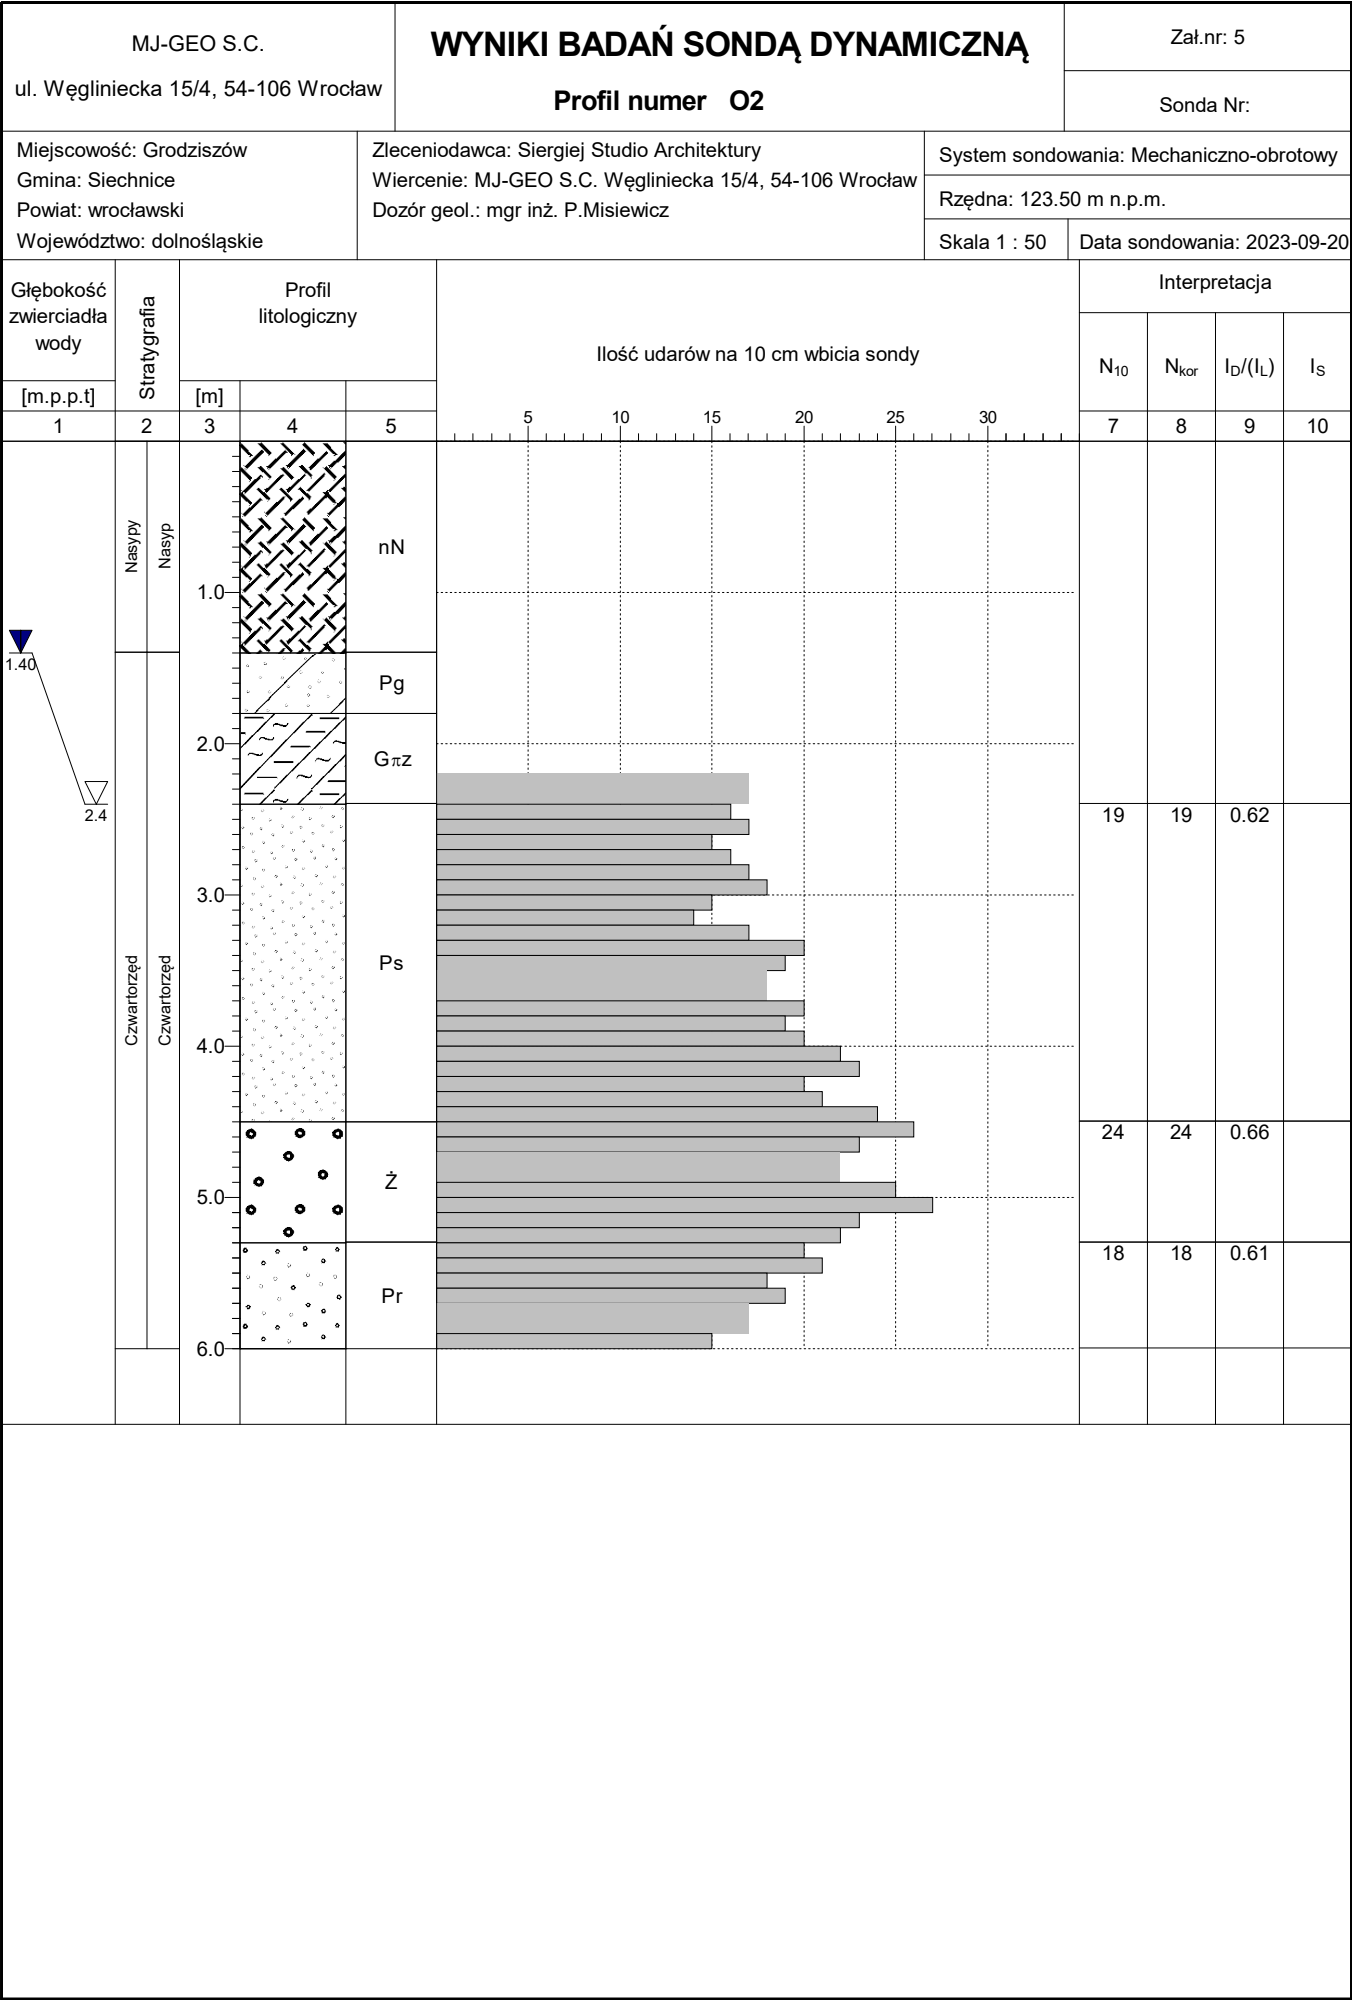 MJ-GEO S.C.
ul. Węgliniecka 15/4, 54-106 Wrocław
WYNIKI BADAŃ SONDĄ DYNAMICZNĄ
Profil numer O2
Zał.nr: 5
Sonda Nr:
Miejscowość: Grodziszów
Gmina: Siechnice
Powiat: wrocławski
Województwo: dolnośląskie
Zleceniodawca: Siergiej Studio Architektury
Wiercenie: MJ-GEO S.C. Węgliniecka 15/4, 54-106 Wrocław
Dozór geol.: mgr inż. P.Misiewicz
System sondowania: Mechaniczno-obrotowy
Rzędna: 123.50 m n.p.m.
Skala 1 : 50
Data sondowania: 2023-09-20
Głębokość
zwierciadła
wody
[m.p.p.t]
Stratygrafia
Profil
litologiczny
[m]
Ilość udarów na 10 cm wbicia sondy
Interpretacja
N10 Nkor ID/(IL) IS
5 10 15 20 25 30
1 2 3 4 5 7 8 9 10
Nasypy
Nasyp
nN
1.0
1.40
Pg
2.0
Gπz
2.4
19 19 0.62
3.0
Ps
Czwartorzęd
Czwartorzęd
4.0
24 24 0.66
Ż
5.0
18 18 0.61
Pr
6.0